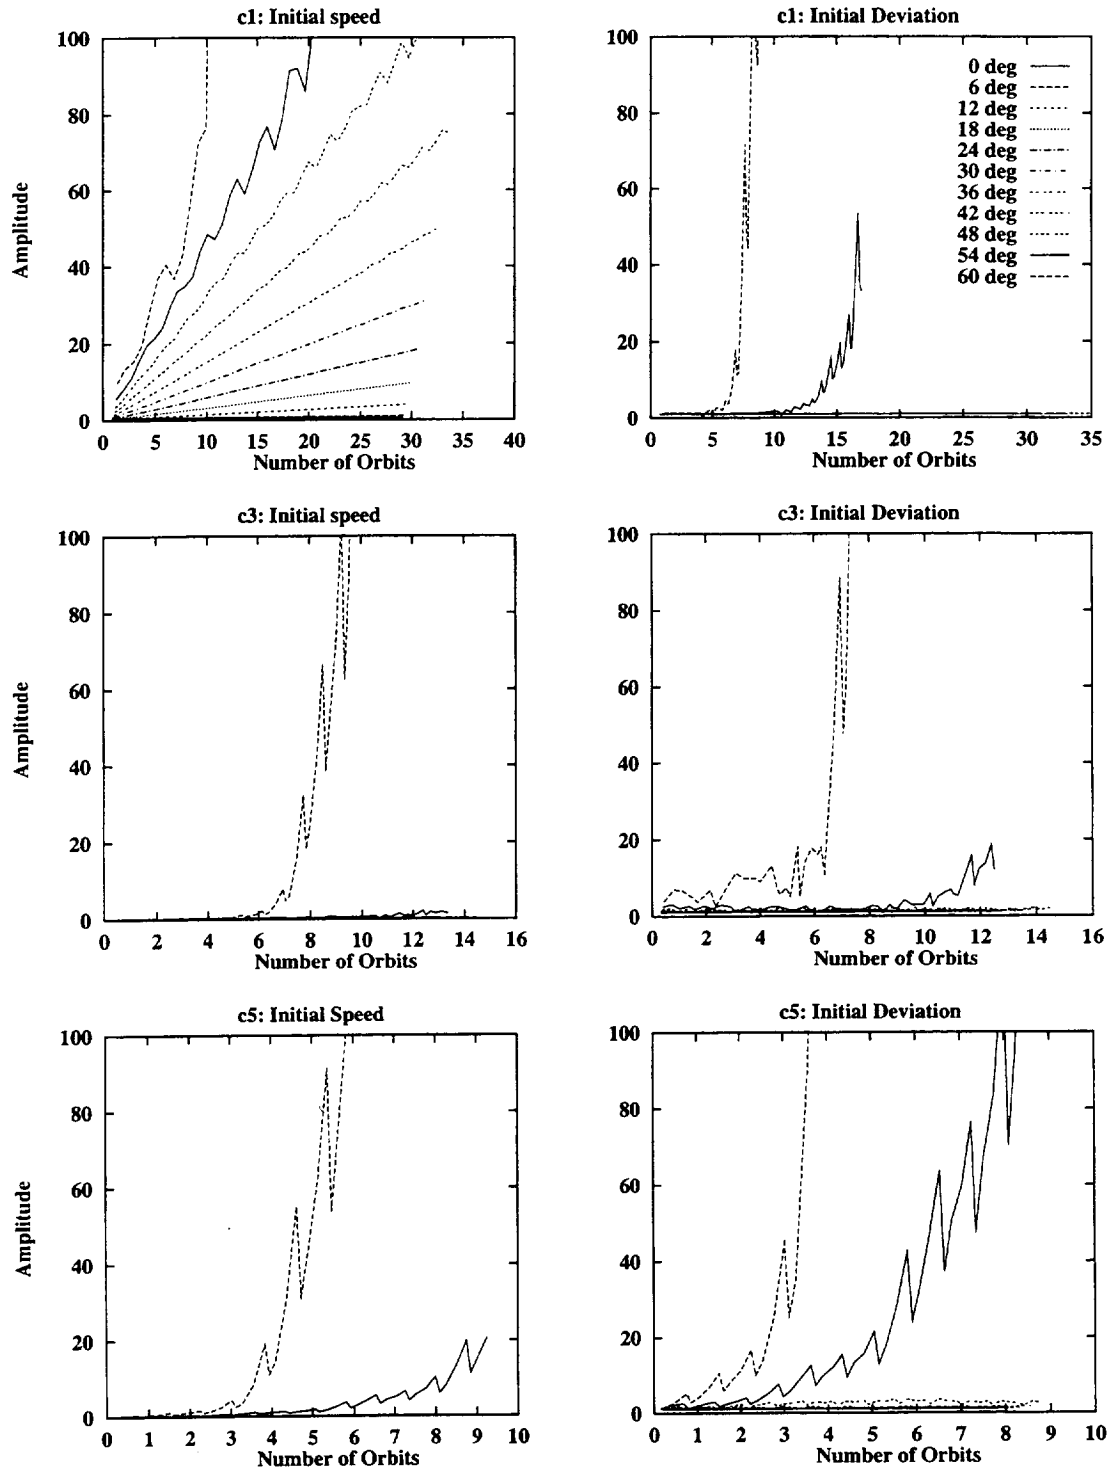 c1: Initial speed
100
80
60
40
20
0
Amplitude
0 5 10 15 20 25 30 35 40
Number of Orbits
c1: Initial Deviation
100
80
60
40
20
0
0 deg
6 deg
12 deg
18 deg
24 deg
30 deg
36 deg
42 deg
48 deg
54 deg
60 deg
0 5 10 15 20 25 30 35
Number of Orbits
c3: Initial speed
100
80
60
40
20
0
Amplitude
0 2 4 6 8 10 12 14 16
Number of Orbits
c3: Initial Deviation
100
80
60
40
20
0
0 2 4 6 8 10 12 14 16
Number of Orbits
c5: Initial Speed
100
80
60
40
20
0
Amplitude
0 1 2 3 4 5 6 7 8 9 10
Number of Orbits
c5: Initial Deviation
100
80
60
40
20
0
0 1 2 3 4 5 6 7 8 9 10
Number of Orbits